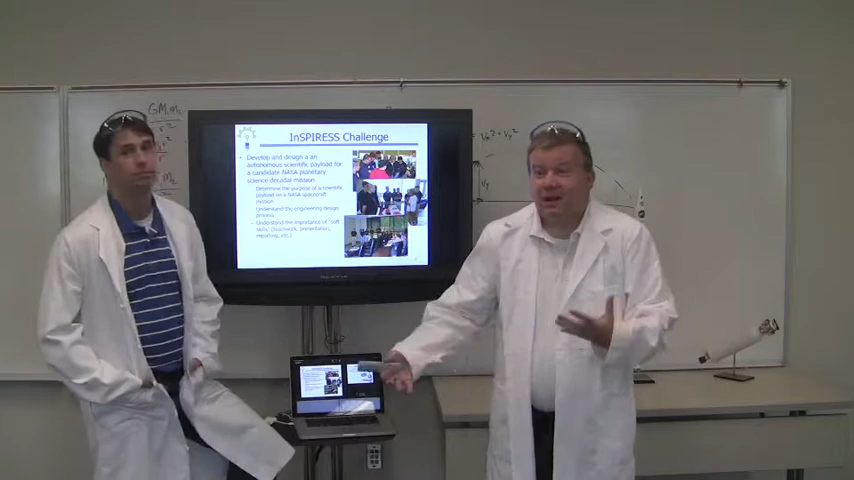 GM₁m₂
r²
InSPIRESS Challenge
• Develop and design a an
autonomous scientific payload for
a candidate NASA planetary
science decadal mission
– Determine the purpose of a scientific
payload on a NASA spacecraft
mission
– Understand the engineering design
process
– Understand the importance of "soft
skills" (teamwork, presentation,
reporting, etc.)